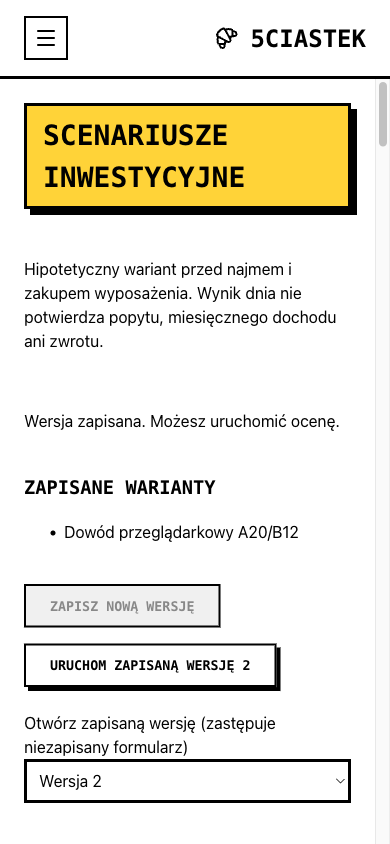 5CIASTEK
SCENARIUSZE
INWESTYCYJNE
Hipotetyczny wariant przed najmem i
zakupem wyposażenia. Wynik dnia nie
potwierdza popytu, miesięcznego dochodu
ani zwrotu.
Wersja zapisana. Możesz uruchomić ocenę.
ZAPISANE WARIANTY
• Dowód przeglądarkowy A20/B12
ZAPISZ NOWĄ WERSJĘ
URUCHOM ZAPISANĄ WERSJĘ 2
Otwórz zapisaną wersję (zastępuje
niezapisany formularz)
Wersja 2